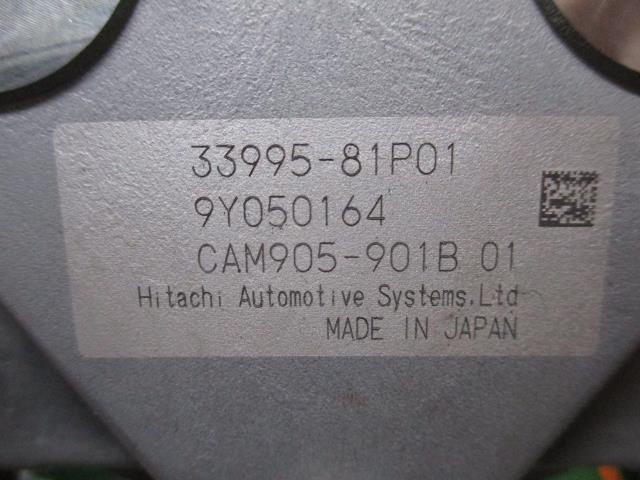 33995-81P01
9Y050164
CAM905-901B 01
Hitachi Automotive Systems,Ltd
MADE IN JAPAN